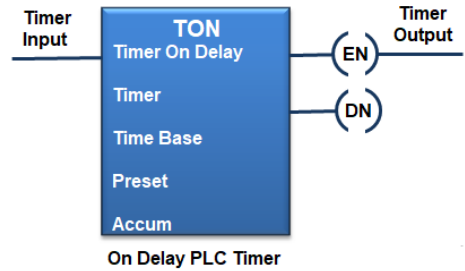 Timer
Input
TON
Timer On Delay
Timer
Time Base
Preset
Accum
EN
DN
Timer
Output
On Delay PLC Timer